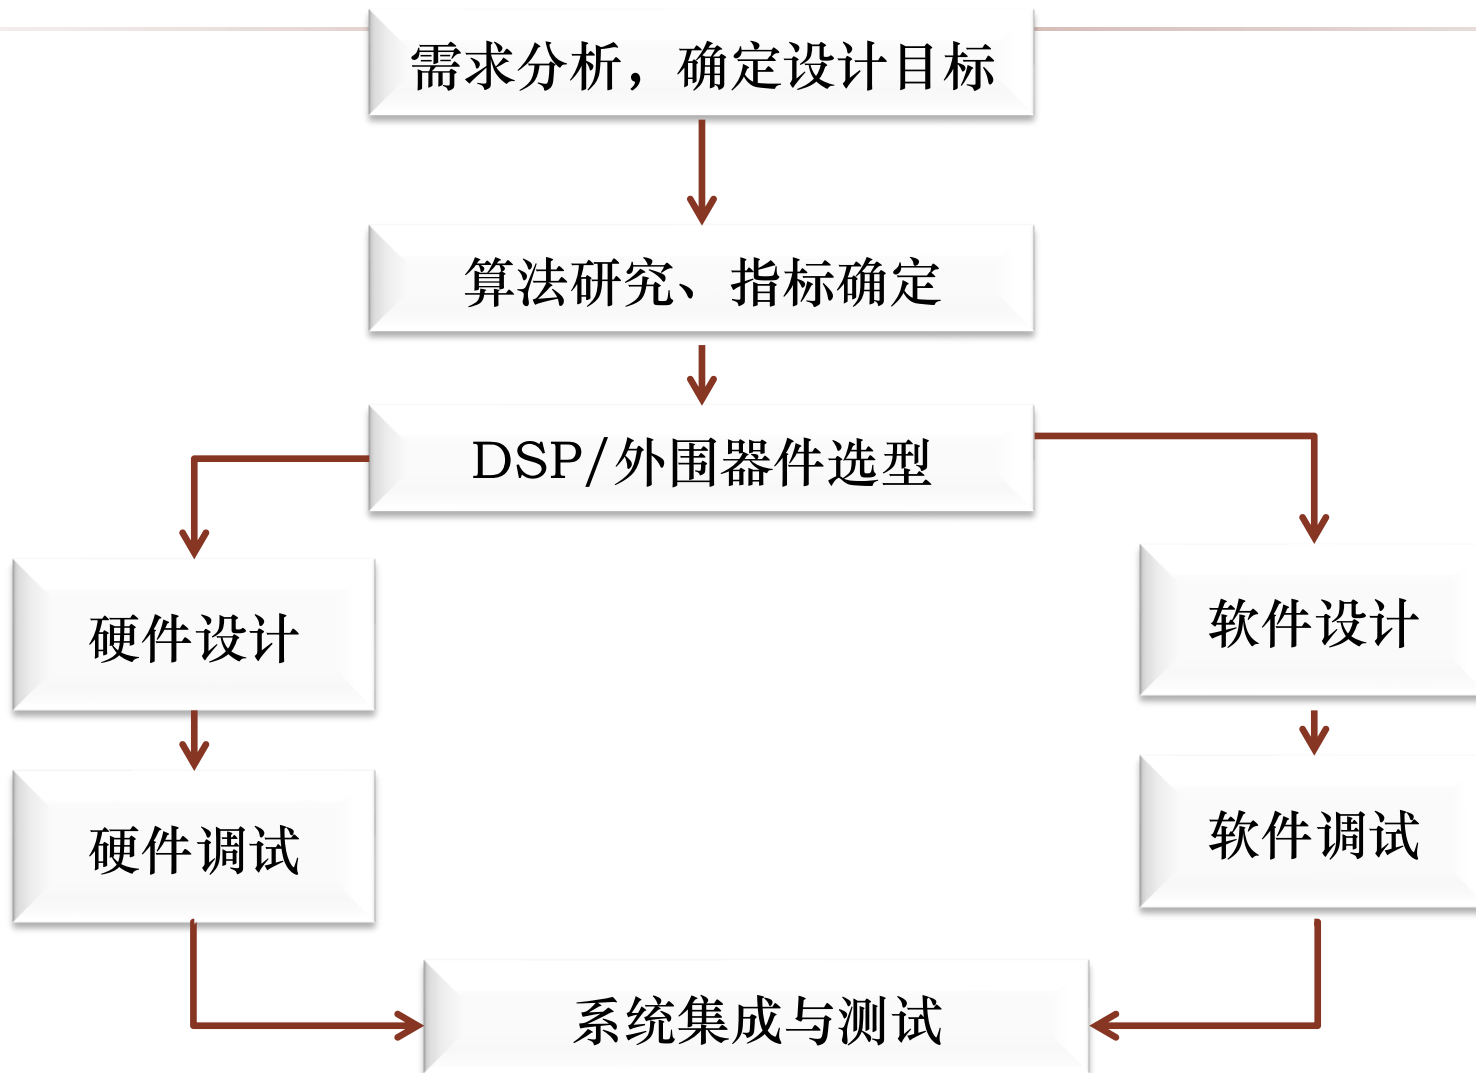 需求分析，确定设计目标
算法研究、指标确定
DSP/外围器件选型
硬件设计
软件设计
硬件调试
软件调试
系统集成与测试